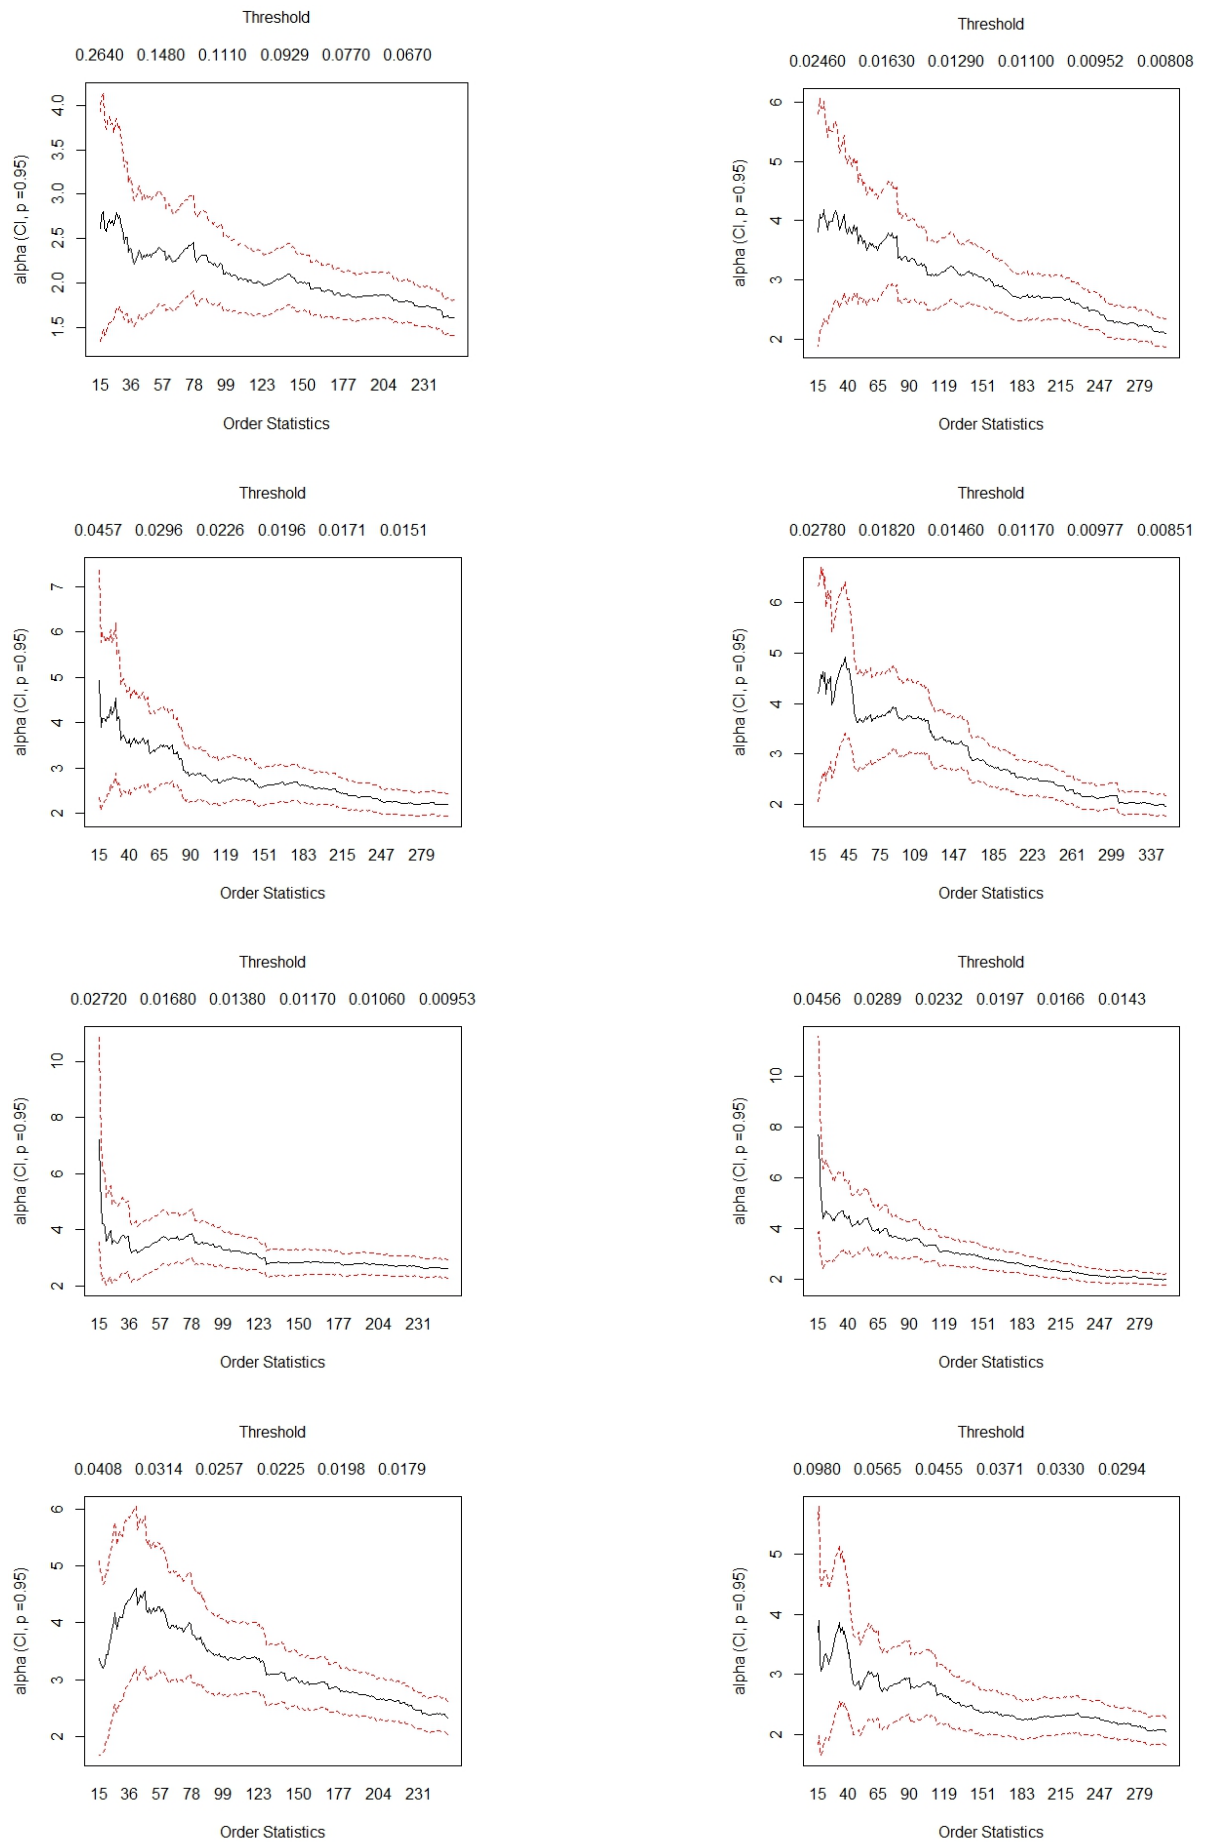 Threshold
0.2640 0.1480 0.1110 0.0929 0.0770 0.0670
alpha (CI, p =0.95)
4.0
3.5
3.0
2.5
2.0
1.5
15 36 57 78 99 123 150 177 204 231
Order Statistics
Threshold
0.02460 0.01630 0.01290 0.01100 0.00952 0.00808
alpha (CI, p =0.95)
6
5
4
3
2
15 40 65 90 119 151 183 215 247 279
Order Statistics
Threshold
0.0457 0.0296 0.0226 0.0196 0.0171 0.0151
alpha (CI, p =0.95)
7
6
5
4
3
2
15 40 65 90 119 151 183 215 247 279
Order Statistics
Threshold
0.02780 0.01820 0.01460 0.01170 0.00977 0.00851
alpha (CI, p =0.95)
6
5
4
3
2
15 45 75 109 147 185 223 261 299 337
Order Statistics
Threshold
0.02720 0.01680 0.01380 0.01170 0.01060 0.00953
alpha (CI, p =0.95)
10
8
6
4
2
15 36 57 78 99 123 150 177 204 231
Order Statistics
Threshold
0.0456 0.0289 0.0232 0.0197 0.0166 0.0143
alpha (CI, p =0.95)
10
8
6
4
2
15 40 65 90 119 151 183 215 247 279
Order Statistics
Threshold
0.0408 0.0314 0.0257 0.0225 0.0198 0.0179
alpha (CI, p =0.95)
6
5
4
3
2
15 36 57 78 99 123 150 177 204 231
Order Statistics
Threshold
0.0980 0.0565 0.0455 0.0371 0.0330 0.0294
alpha (CI, p =0.95)
5
4
3
2
15 40 65 90 119 151 183 215 247 279
Order Statistics